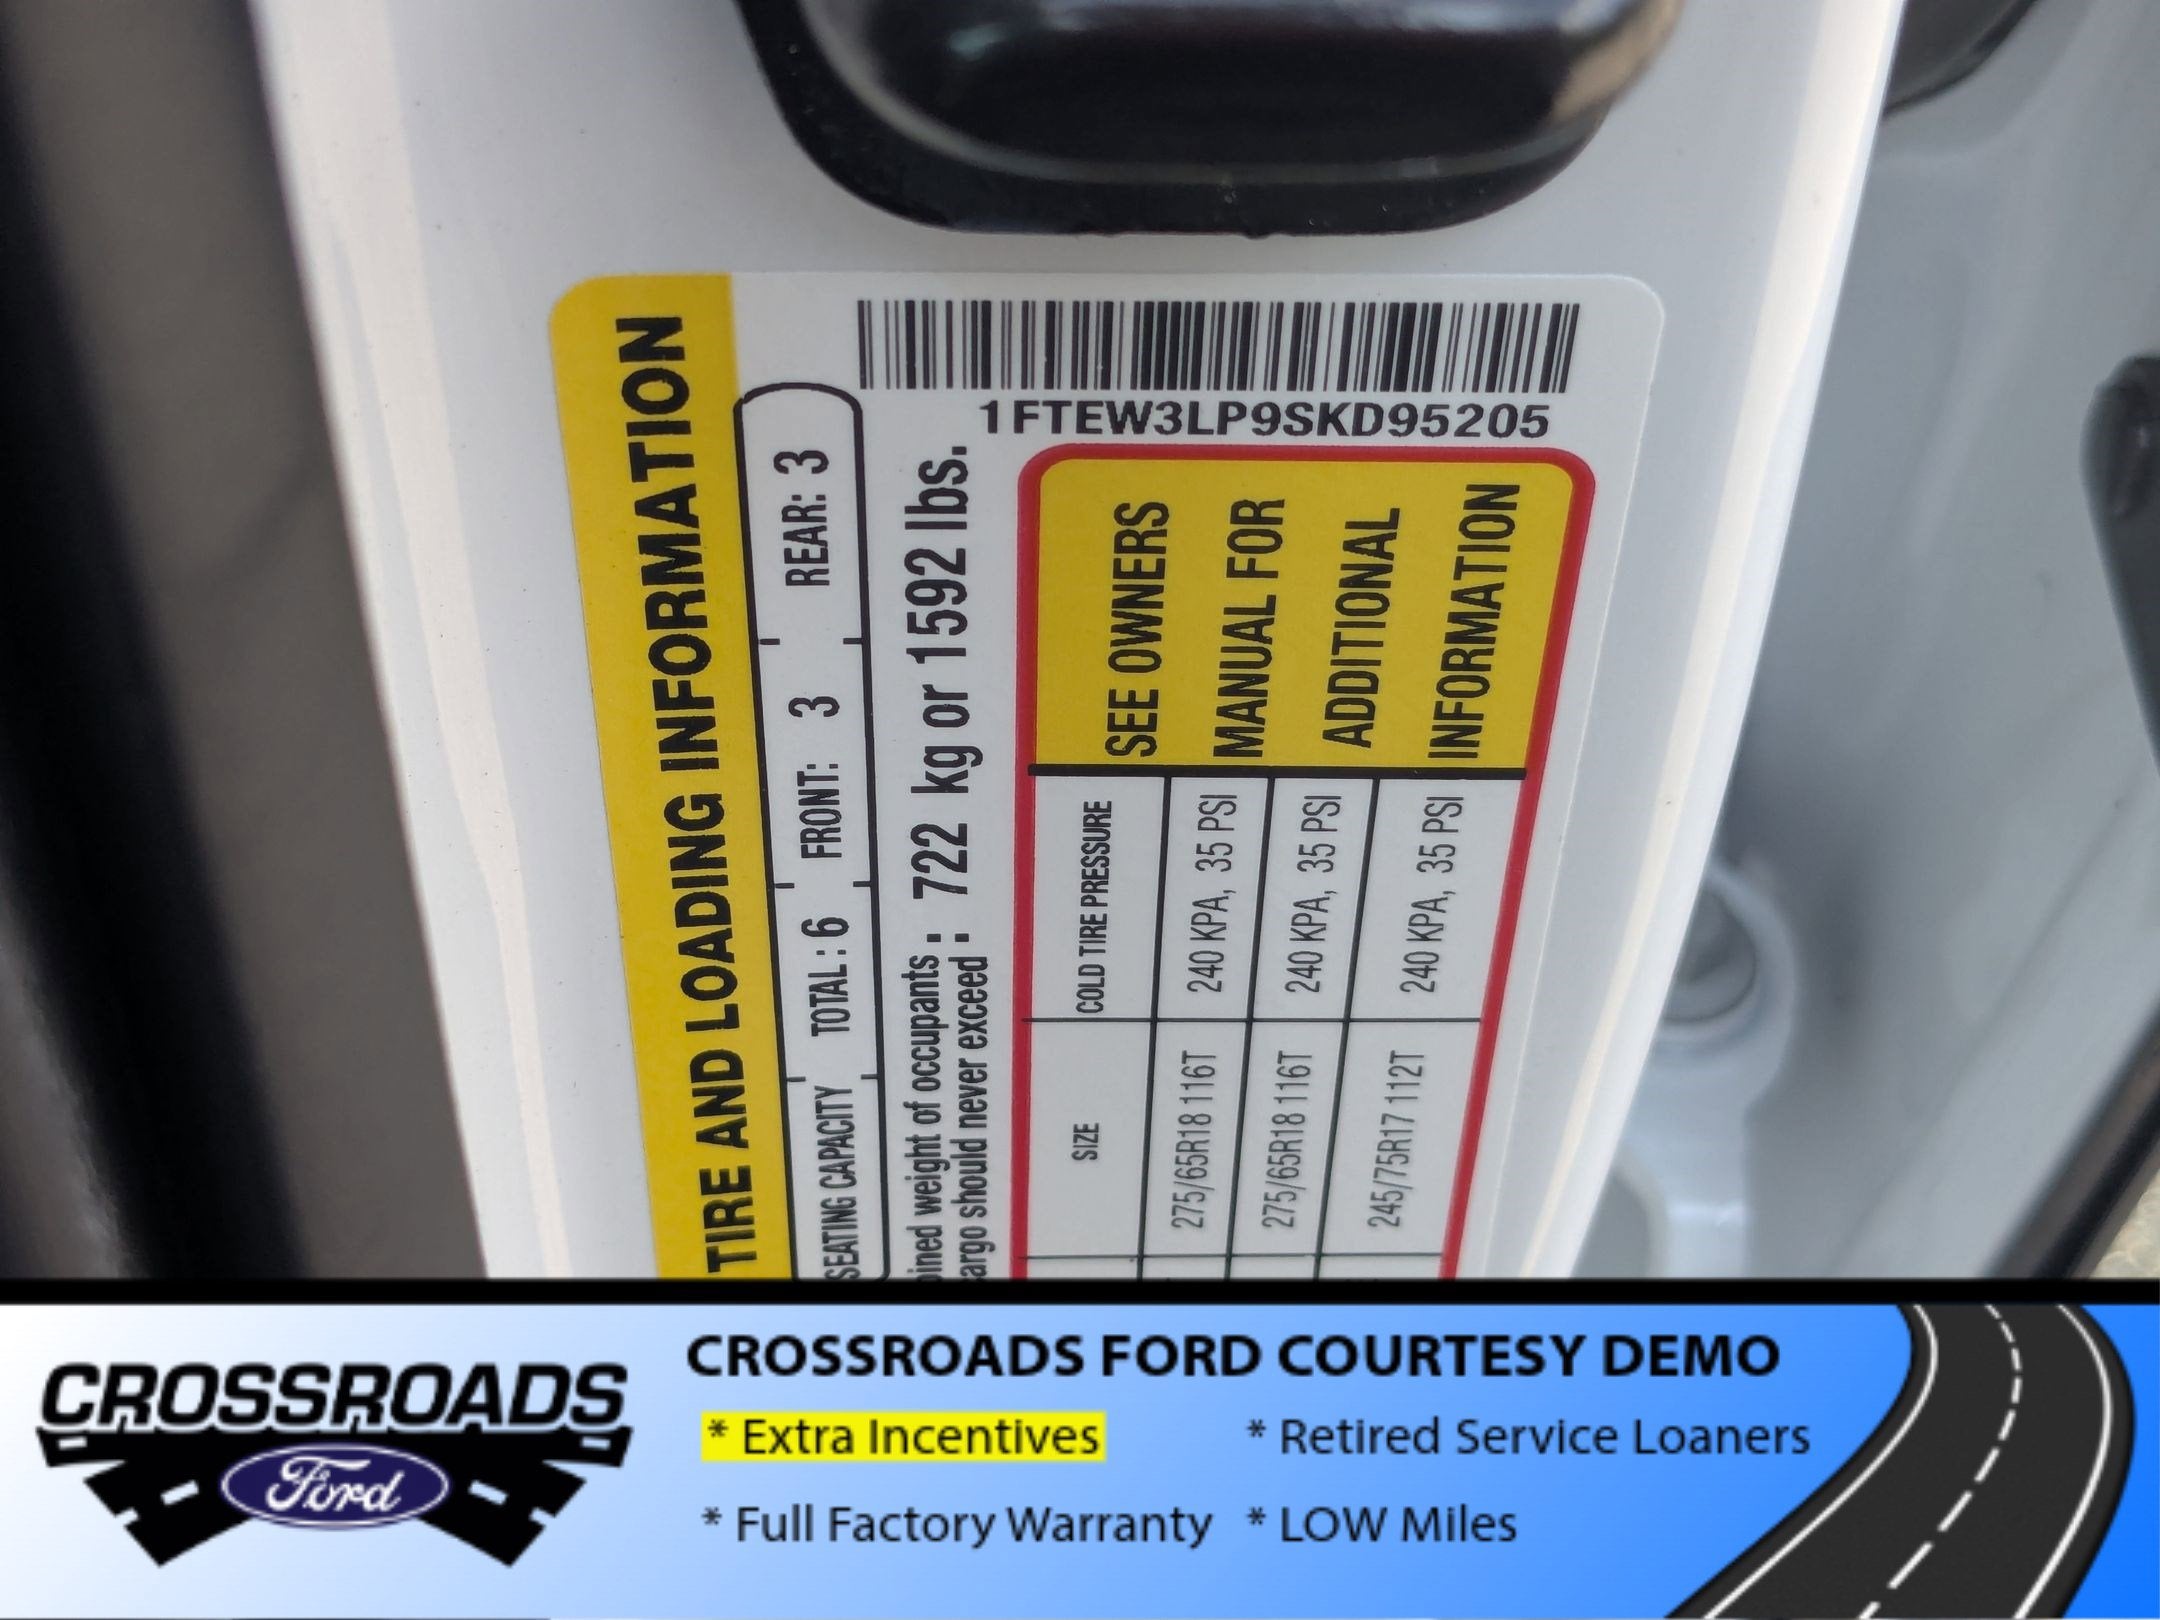 TIRE AND LOADING INFORMATION
SEATING CAPACITY TOTAL : 6 FRONT: 3 REAR: 3
weight of occupants : 722 kg or 1592 lbs.
should never exceed :
1FTEW3LP9SKD95205
SIZE COLD TIRE PRESSURE
275/65R18 116T 240 KPA, 35 PSI
275/65R18 116T 240 KPA, 35 PSI
245/75R17 112T 240 KPA, 35 PSI
SEE OWNERS
MANUAL FOR
ADDITIONAL
INFORMATION
CROSSROADS
Ford
CROSSROADS FORD COURTESY DEMO
* Extra Incentives * Retired Service Loaners
* Full Factory Warranty * LOW Miles